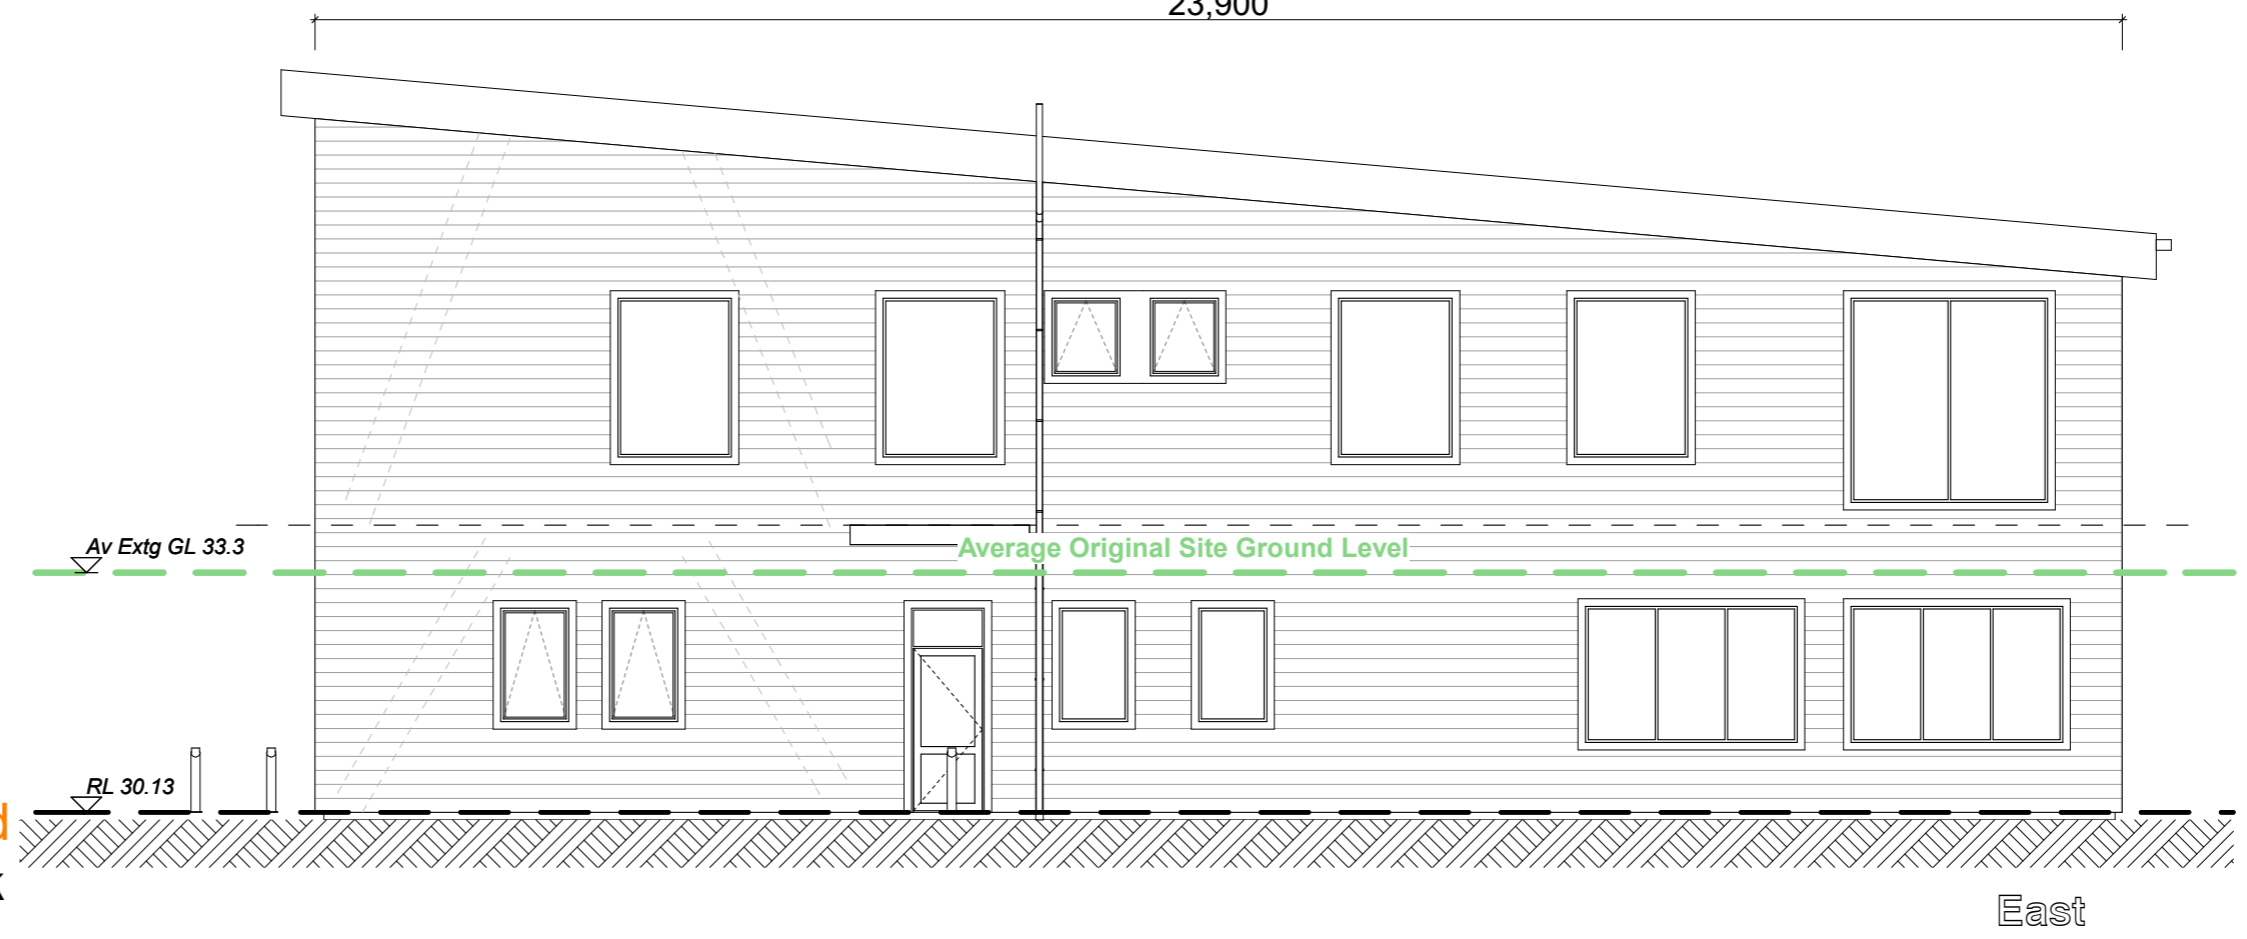 23,900
Av Extg GL 33.3
Average Original Site Ground Level
RL 30.13
d
East